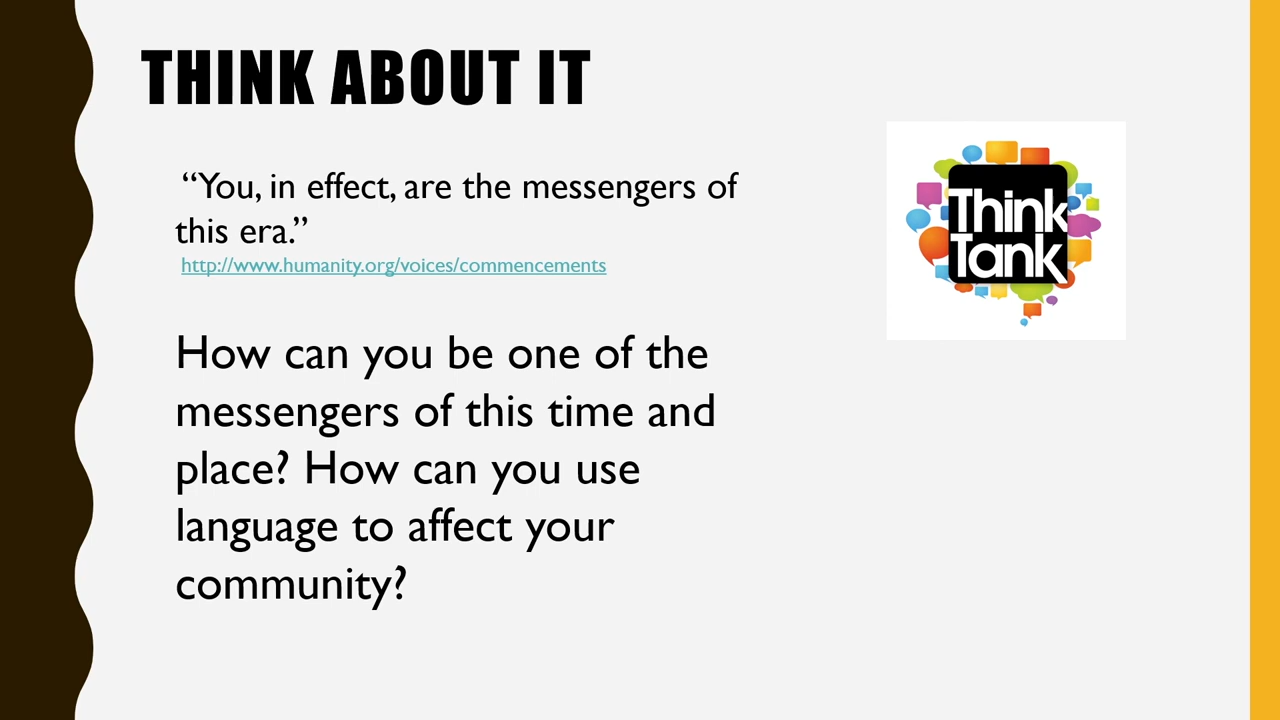 THINK ABOUT IT
“You, in effect, are the messengers of
this era.”
http://www.humanity.org/voices/commencements
How can you be one of the
messengers of this time and
place? How can you use
language to affect your
community?
Think
Tank